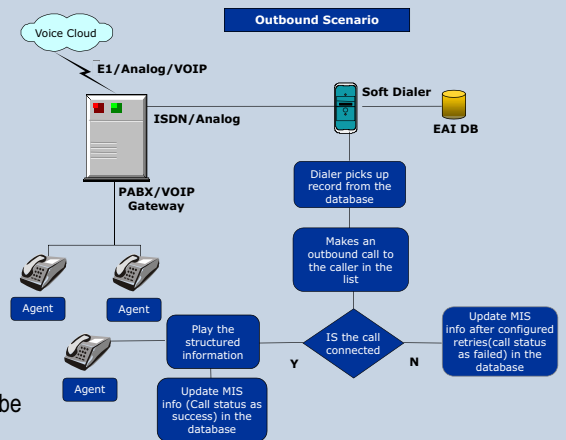 Outbound Scenario
Voice Cloud
E1/Analog/VOIP
Soft Dialer
ISDN/Analog
EAI DB
PABX/VOIP
Gateway
Dialer picks up
record from the
database
Makes an
outbound call to
the caller in the
list
Agent
Agent
Play the
structured
information
IS the call
connected
Update MIS
info after configured
retries(call status
as failed) in the
database
Y
N
Agent
Update MIS
info (Call status as
success) in the
database
be